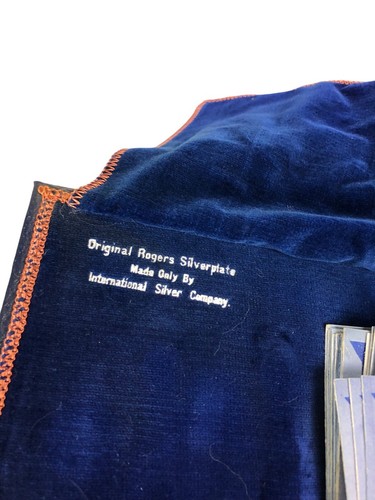 Original Rogers Silverplate
Made Only By
International Silver Company.